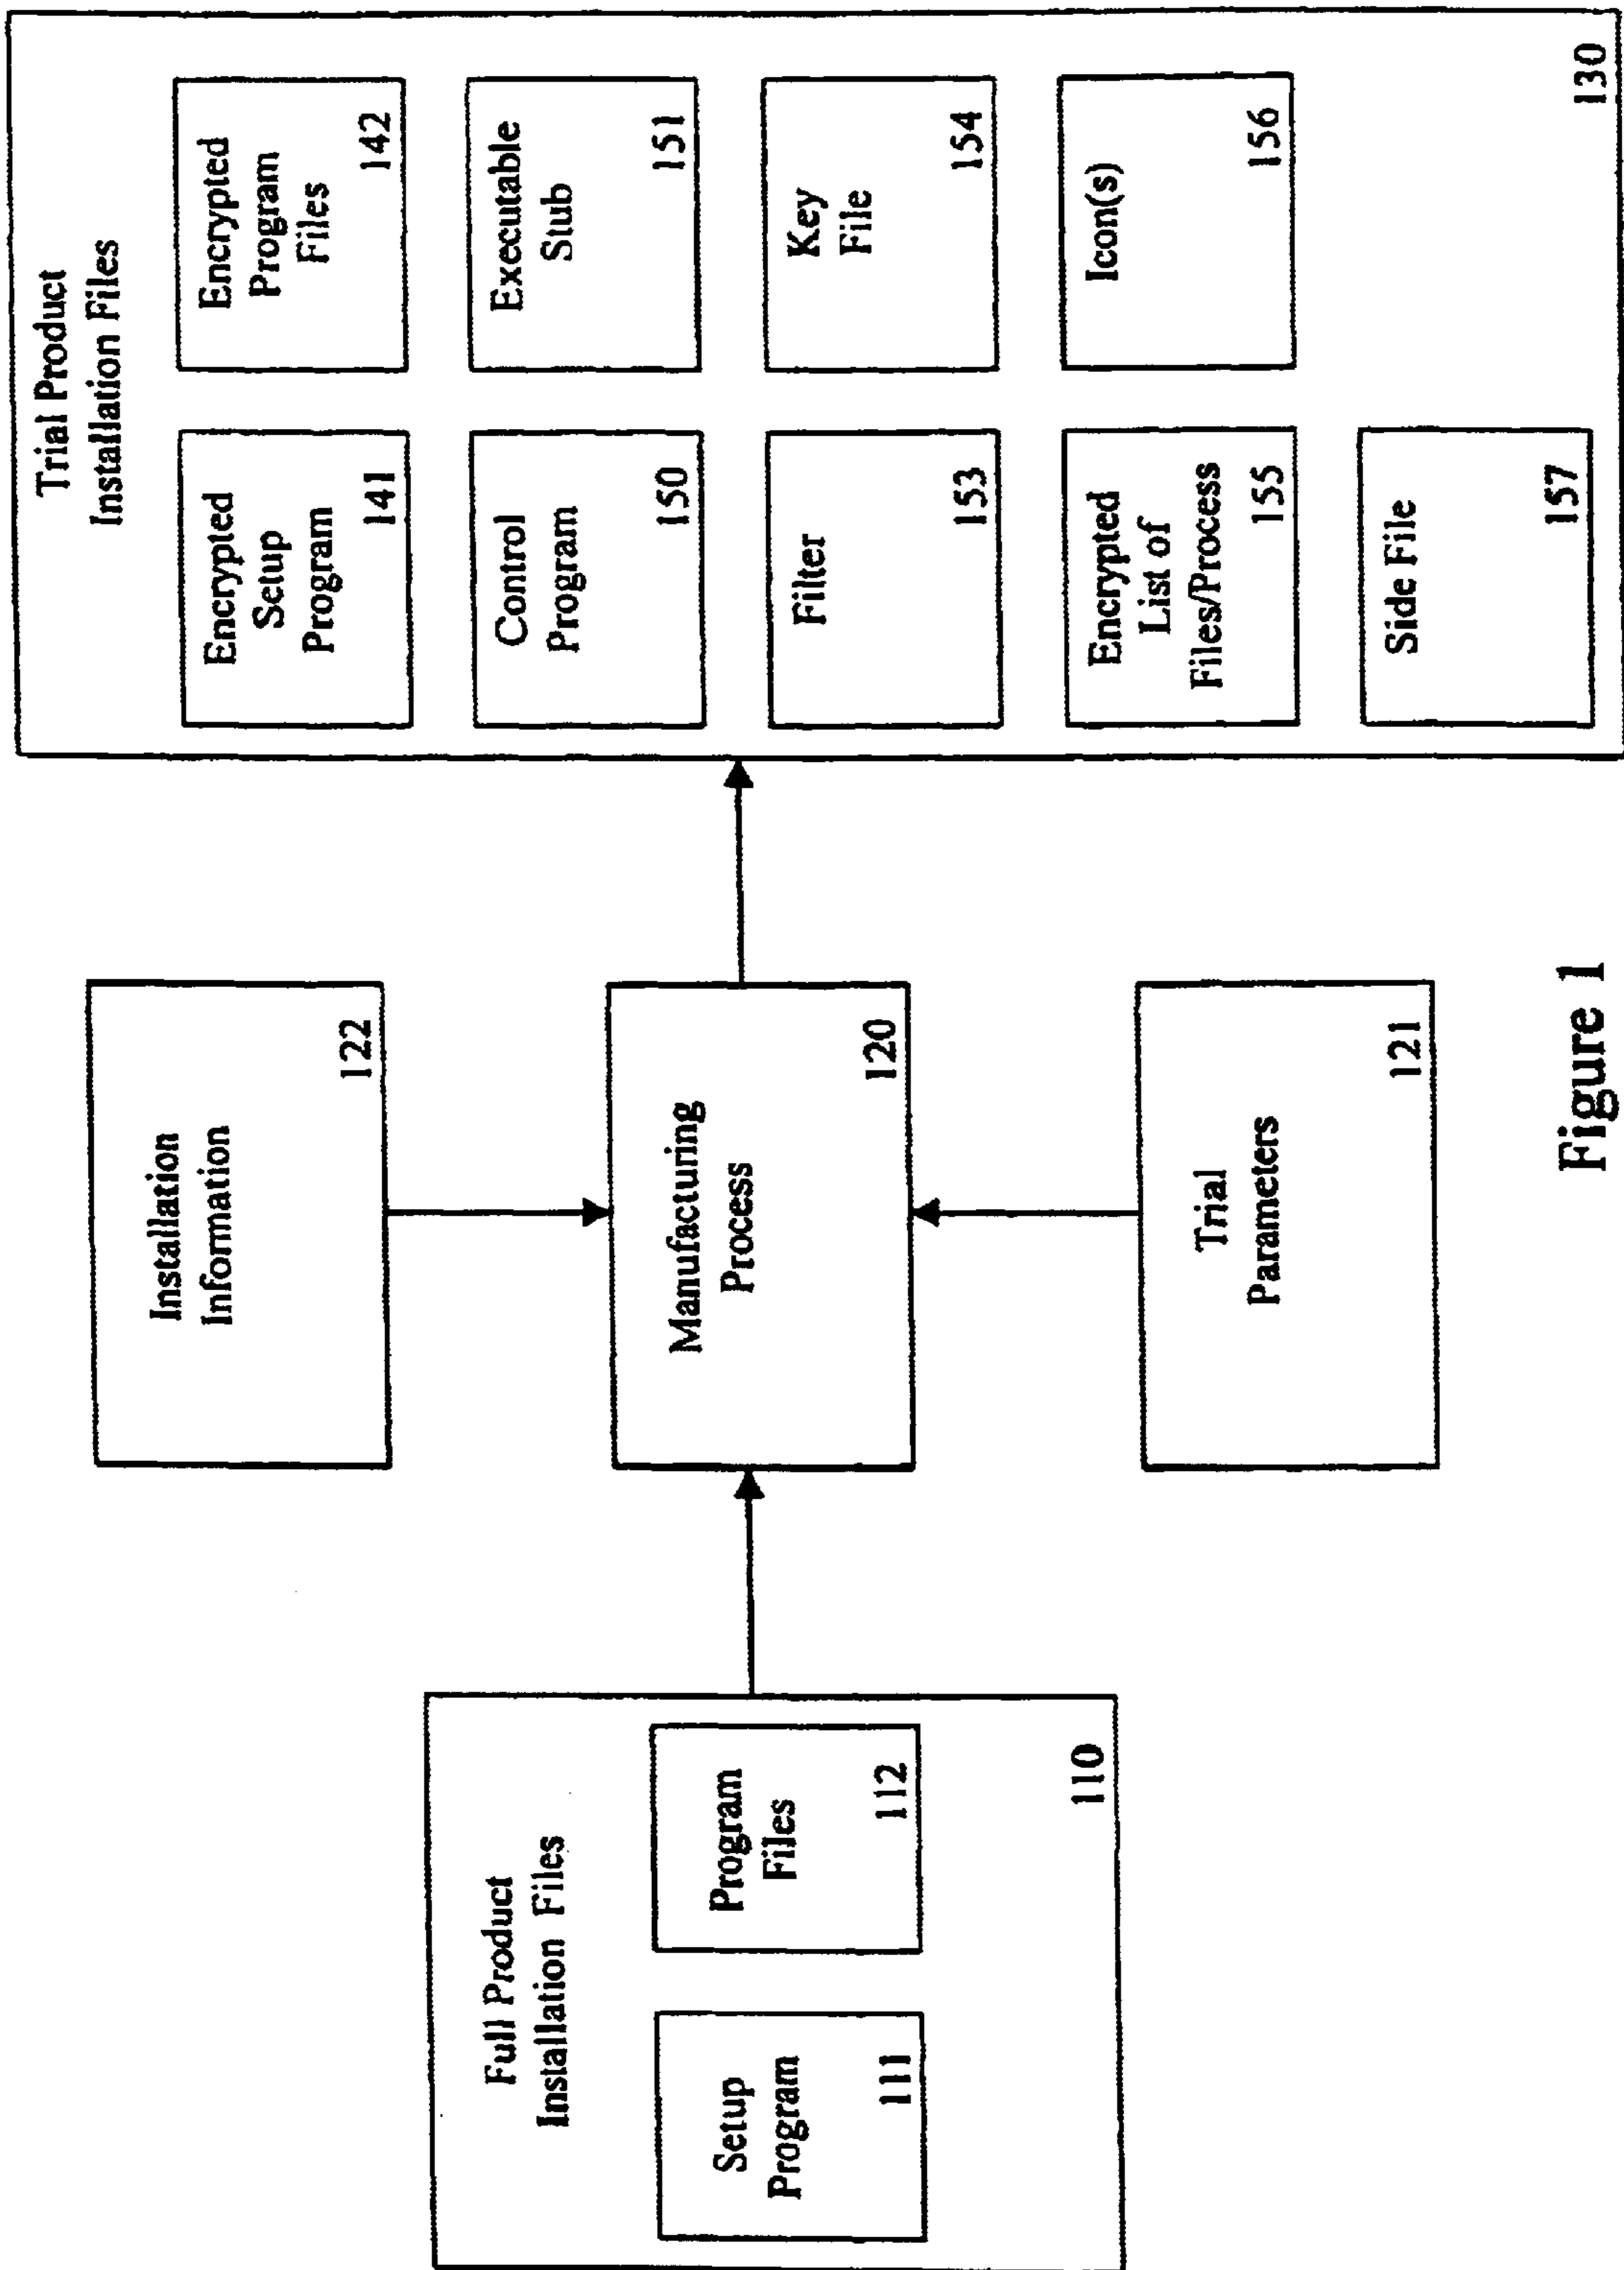 Full Product
Installation Files
Setup
Program
111
Program
Files
112
110
Installation
Information
122
Manufacturing
Process
120
Trial
Parameters
121
Trial Product
Installation Files
Encrypted
Setup
Program
141
Encrypted
Program
Files
142
Control
Program
150
Executable
Stub
151
Filter
153
Key
File
154
Encrypted
List of
Files/Process
155
Icon(s)
156
Side File
157
130
Figure 1